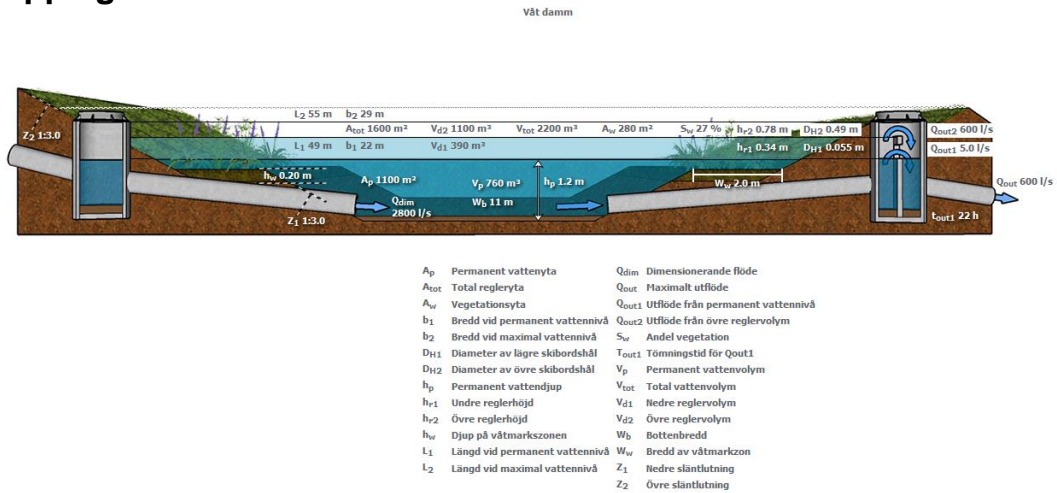 Våt damm
L2 55 m b2 29 m
Z2 1:3.0 Atot 1600 m² Vd2 1100 m³ Vtot 2200 m³ Aw 280 m² Sw 27 % hr2 0.78 m DH2 0.49 m Qout2 600 l/s
L1 49 m b1 22 m Vd1 390 m³ hr1 0.34 m DH1 0.055 m Qout1 5.0 l/s
hw 0.20 m Ap 1100 m² Vp 760 m³ hp 1.2 m Ww 2.0 m Qout 600 l/s
Z1 1:3.0 Qdim Wb 11 m tout1 22 h
2800 l/s
Ap Permanent vattenyta Qdim Dimensionerande flöde
Atot Total regleryta Qout Maximalt utflöde
Aw Vegetationsyta Qout1 Utflöde från permanent vattennivå
b1 Bredd vid permanent vattennivå Qout2 Utflöde från övre reglervolym
b2 Bredd vid maximal vattennivå Sw Andel vegetation
DH1 Diameter av lägre skibordshål Tout1 Tömningstid för Qout1
DH2 Diameter av övre skibordshål Vp Permanent vattenvolym
hp Permanent vattendjup Vtot Total vattenvolym
hr1 Undre reglerhöjd Vd1 Nedre reglervolym
hr2 Övre reglerhöjd Vd2 Övre reglervolym
hw Djup på våtmarkszonen Wb Bottenbredd
L1 Längd vid permanent vattennivå Ww Bredd av våtmarkzon
L2 Längd vid maximal vattennivå Z1 Nedre släntlutning
Z2 Övre släntlutning